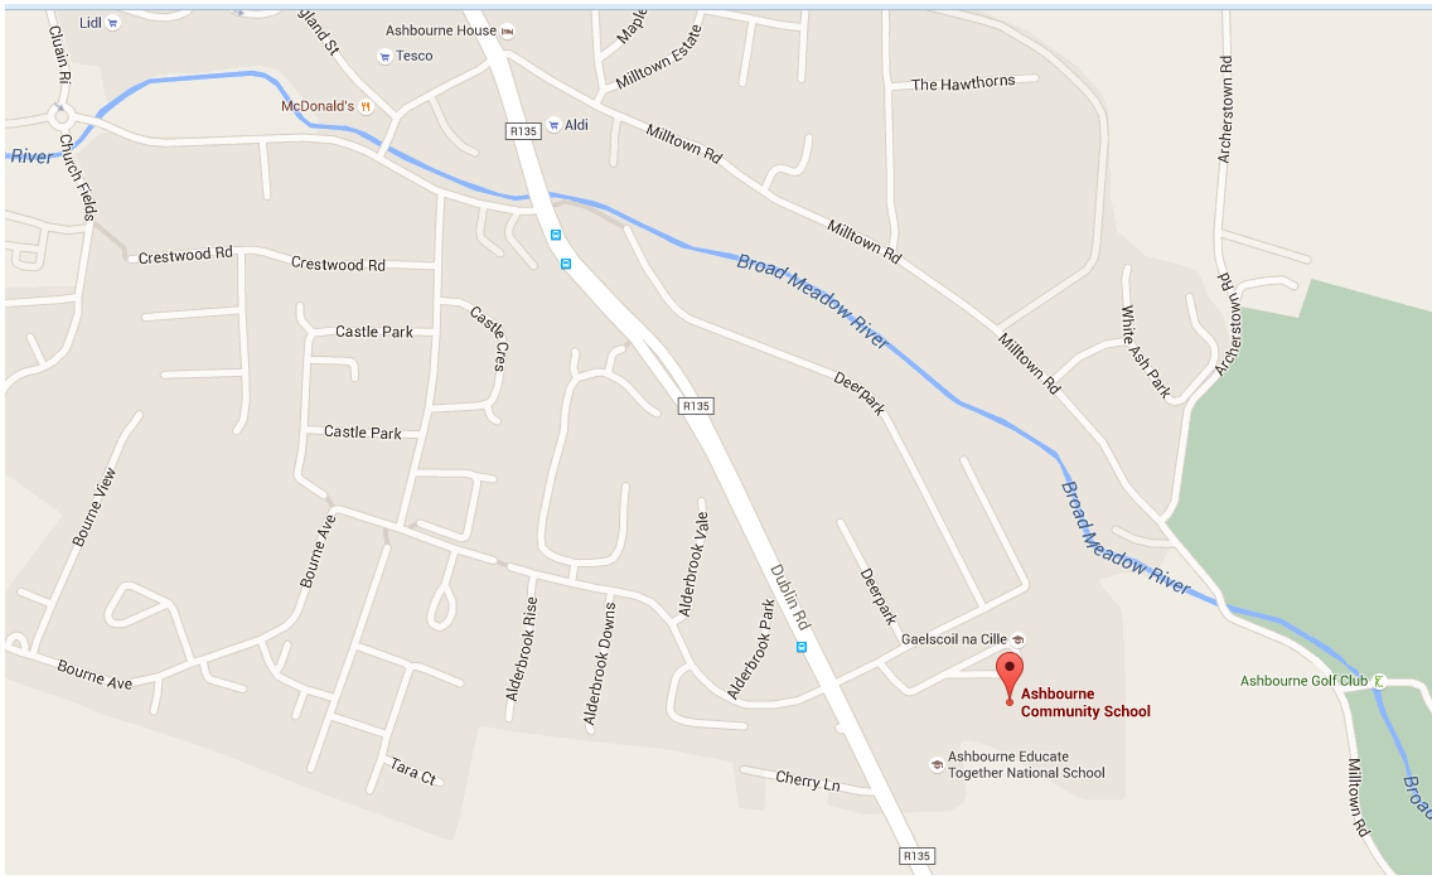 Lidl
gland St
Ashbourne House
Maple
Tesco
Cluain Ri
Milltown Estate
The Hawthorns
Archerstown Rd
McDonald's
R135
Aldi
Milltown Rd
River
Church Fields
Milltown Rd
Crestwood Rd
Crestwood Rd
Broad Meadow River
Archerstown Rd
Castle Park
Castle Cres
White Ash Park
Milltown Rd
Deerpark
R135
Castle Park
Bourne View
Broad Meadow River
Bourne Ave
Alderbrook Vale
Dublin Rd
Deerpark
Alderbrook Rise
Alderbrook Downs
Alderbrook Park
Gaelscoil na Cille
Bourne Ave
Ashbourne Golf Club
Ashbourne
Community School
Ashbourne Educate
Together National School
Tara Ct
Cherry Ln
Milltown Rd
Broad
R135